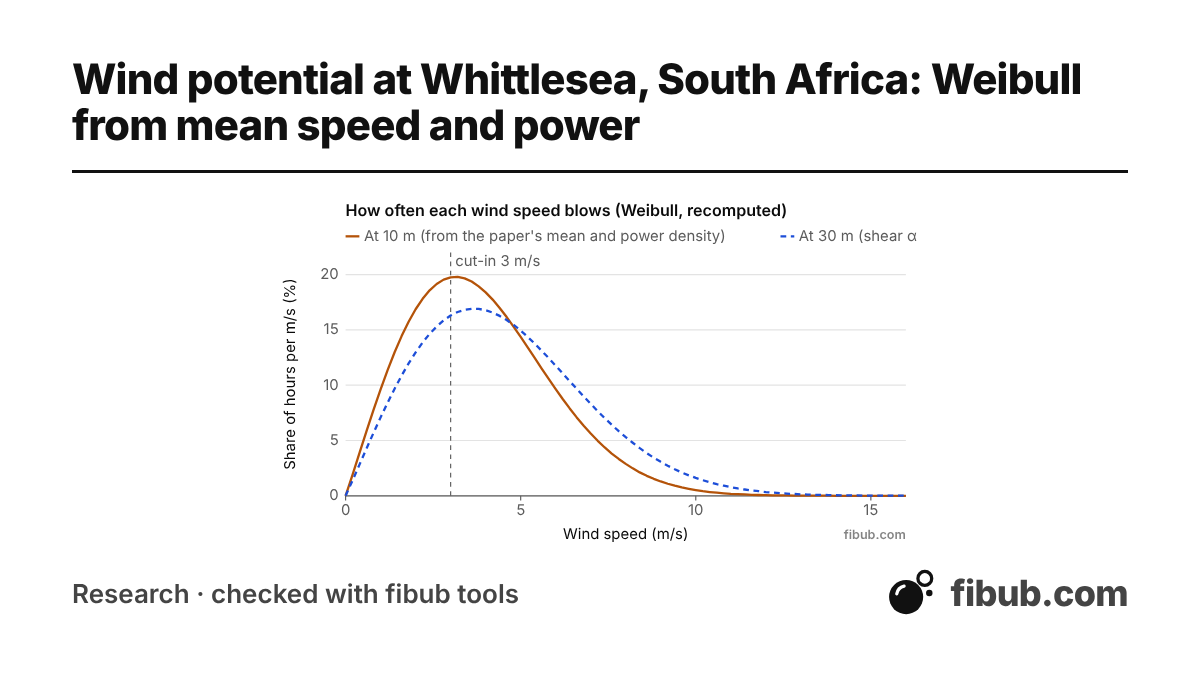 Wind potential at Whittlesea, South Africa: Weibull
from mean speed and power
How often each wind speed blows (Weibull, recomputed)
At 10 m (from the paper's mean and power density)
At 30 m (shear α
cut-in 3 m/s
Share of hours per m/s (%)
20
15
10
5
0
0
5
10
15
Wind speed (m/s)
fibub.com
Research · checked with fibub tools
fibub.com